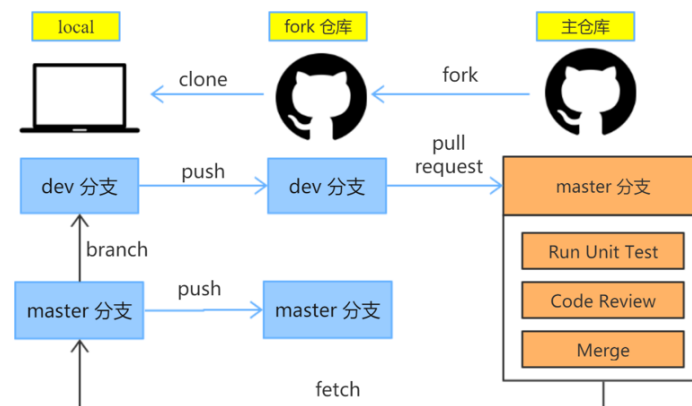 local
fork 仓库
主仓库
clone
fork
pull
request
dev 分支
push
dev 分支
master 分支
branch
Run Unit Test
push
master 分支
master 分支
Code Review
Merge
fetch